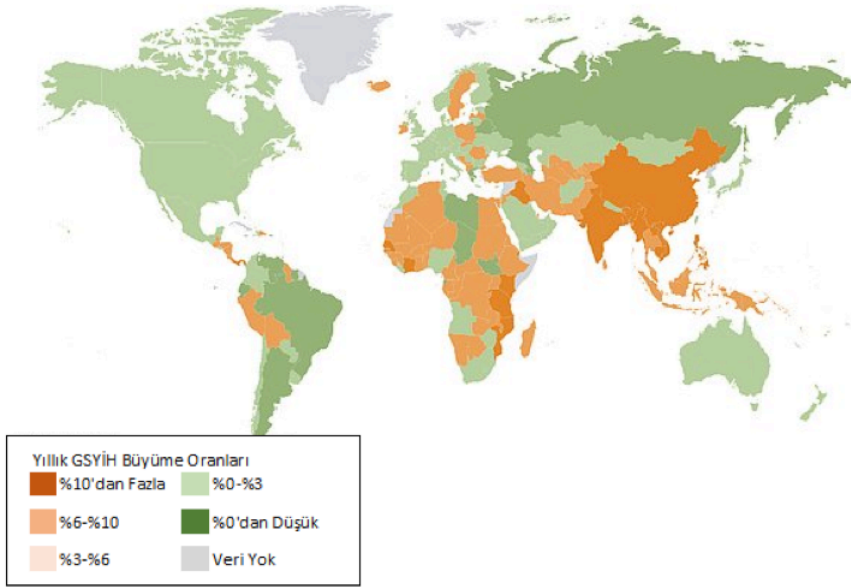 Yıllık GSYİH Büyüme Oranları
%10'dan Fazla %0-%3
%6-%10 %0'dan Düşük
%3-%6 Veri Yok